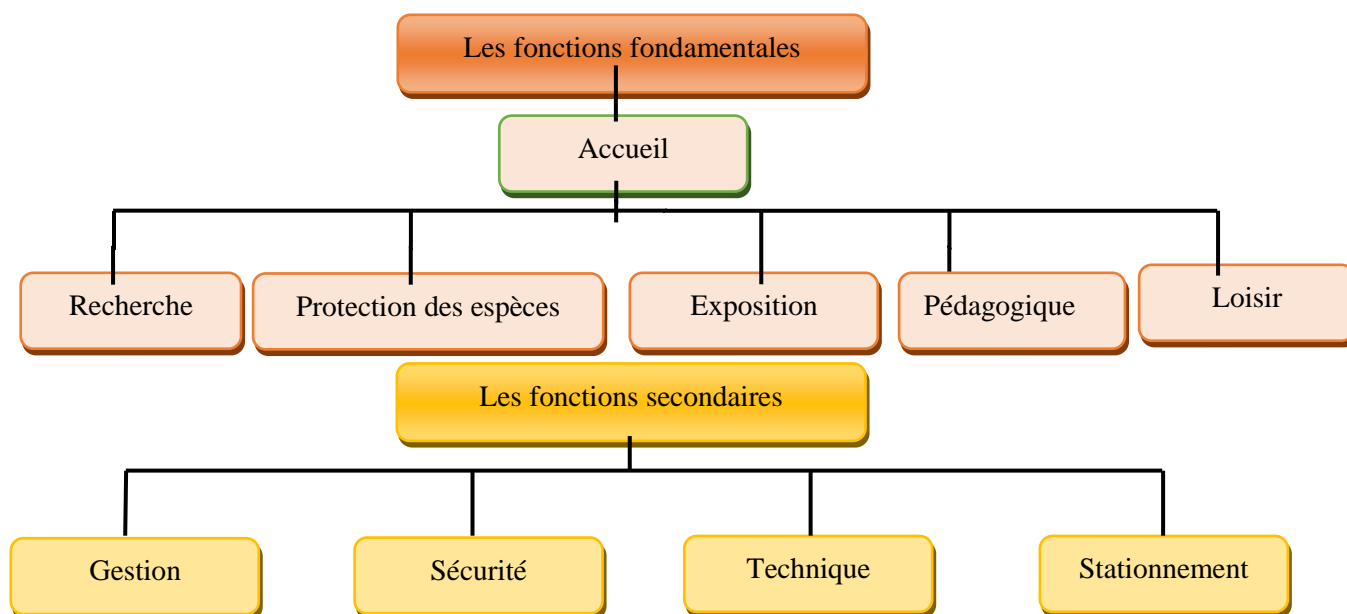 Les fonctions fondamentales
Accueil
Recherche
Protection des espèces
Exposition
Pédagogique
Loisir
Les fonctions secondaires
Gestion
Sécurité
Technique
Stationnement